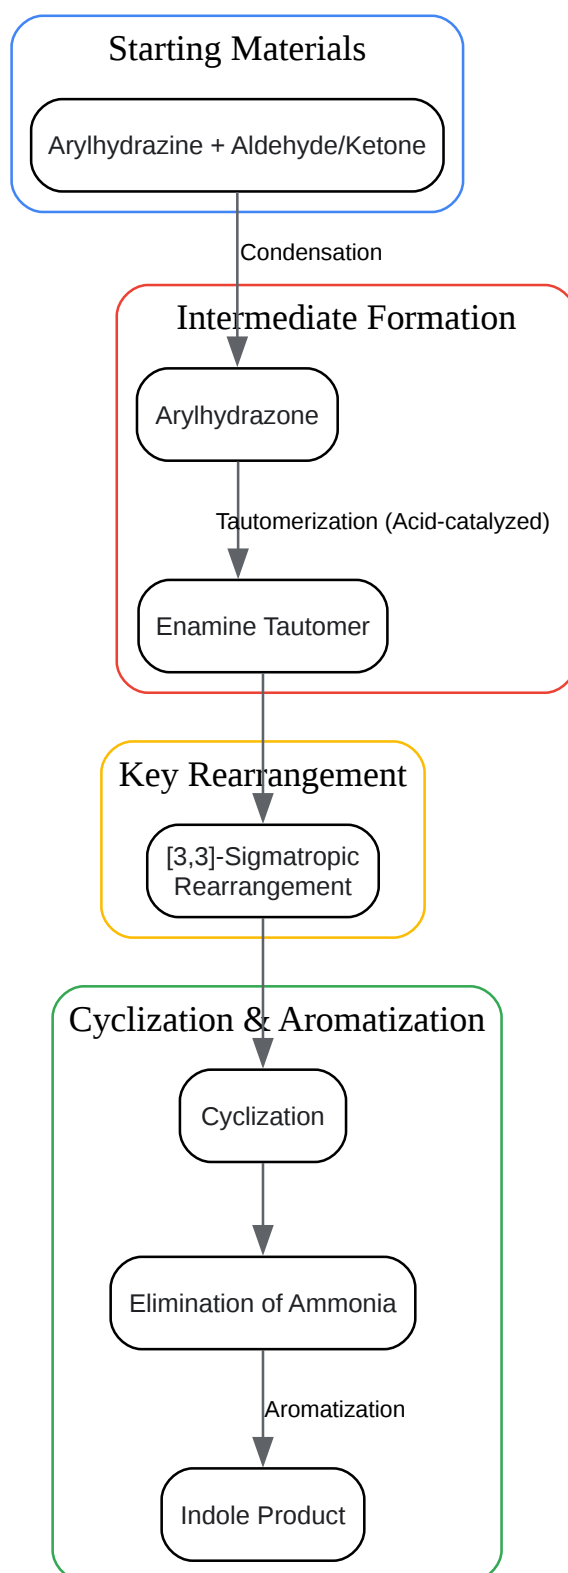 Starting Materials
Arylhydrazine + Aldehyde/Ketone
Condensation
Intermediate Formation
Arylhydrazone
Tautomerization (Acid-catalyzed)
Enamine Tautomer
Key Rearrangement
[3,3]-Sigmatropic
Rearrangement
Cyclization & Aromatization
Cyclization
Elimination of Ammonia
Aromatization
Indole Product